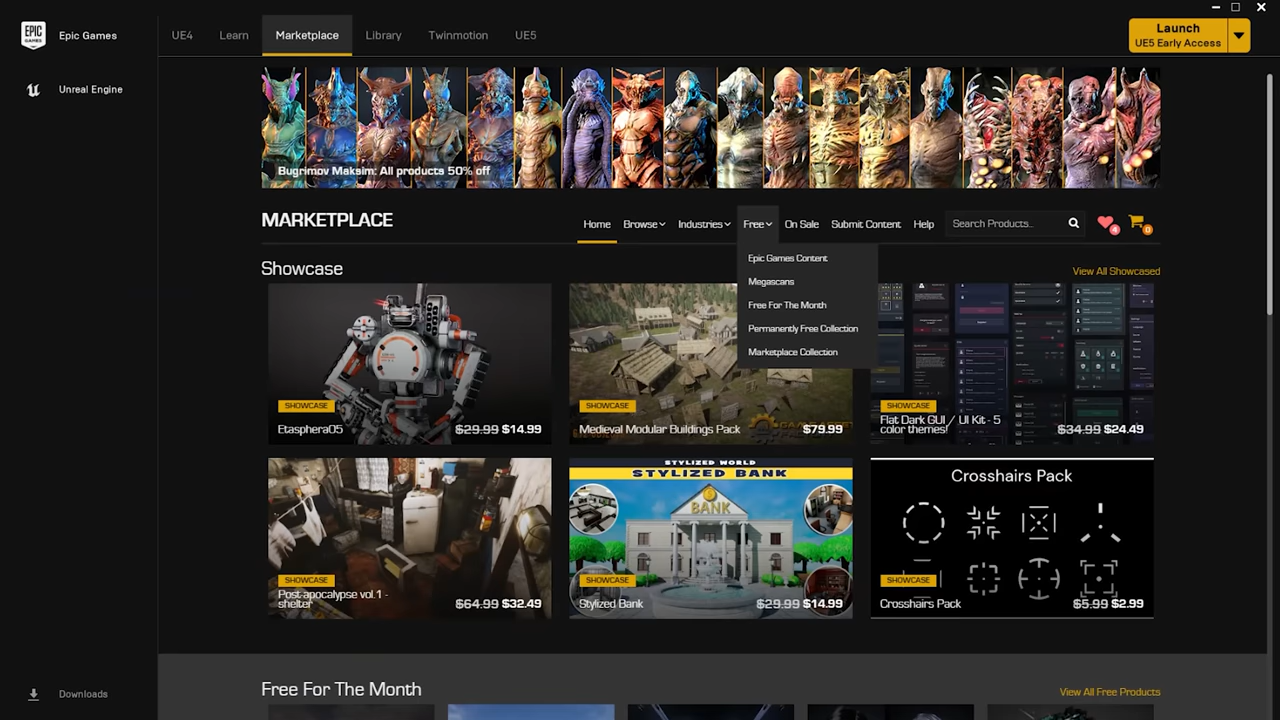 EPIC
GAMES
Epic Games
UE4
Learn
Marketplace
Library
Twinmotion
UE5
Launch
UE5 Early Access
Unreal Engine
Bugrimov Maksim: All products 50% off
MARKETPLACE
Home
Browse
Industries
Free
On Sale
Submit Content
Help
Search Products...
4
0
Epic Games Content
Megascans
Free For The Month
Permanently Free Collection
Marketplace Collection
Showcase
View All Showcased
SHOWCASE
Etasphera05
$29.99 $14.99
SHOWCASE
Medieval Modular Buildings Pack
$79.99
SHOWCASE
Flat Dark GUI / UI Kit - 5
color themes!
$34.99 $24.49
SHOWCASE
Post apocalypse vol.1 -
shelter
$64.99 $32.49
STYLIZED WORLD
STYLIZED BANK
BANK
SHOWCASE
Stylized Bank
$29.99 $14.99
Crosshairs Pack
SHOWCASE
Crosshairs Pack
$5.99 $2.99
Free For The Month
View All Free Products
Downloads